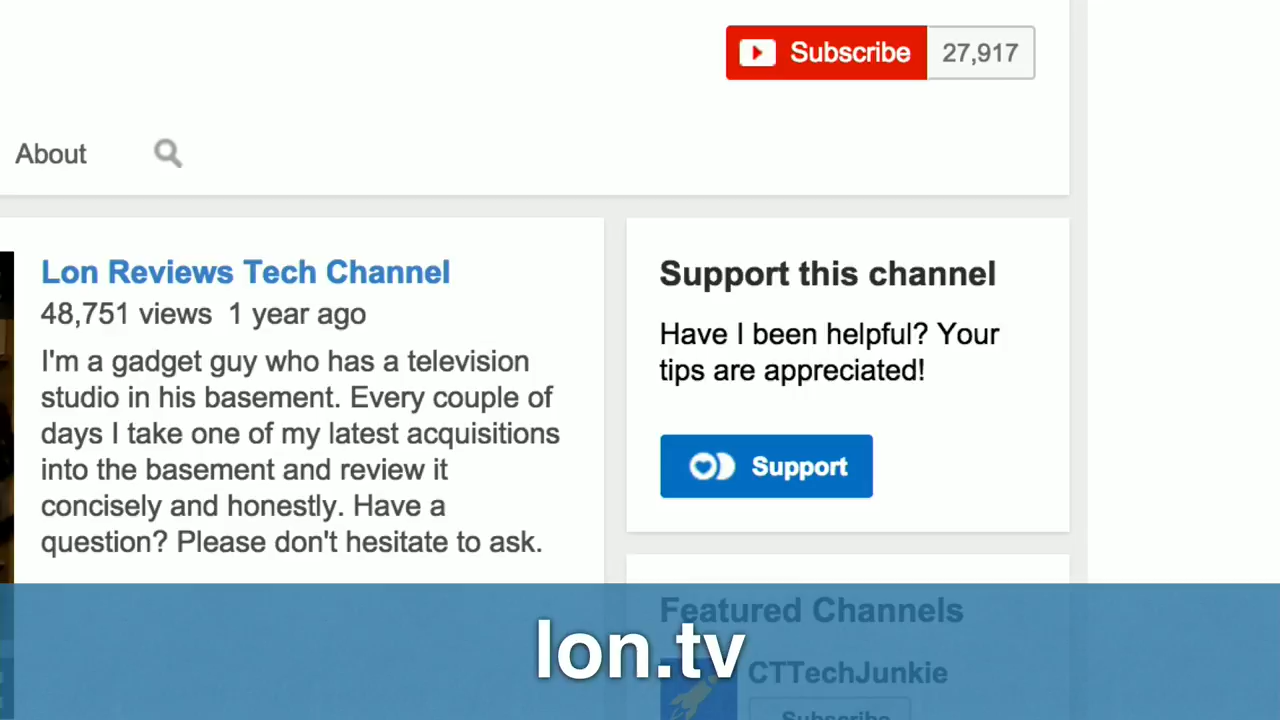 Subscribe 27,917
About
Lon Reviews Tech Channel
48,751 views 1 year ago
I'm a gadget guy who has a television
studio in his basement. Every couple of
days I take one of my latest acquisitions
into the basement and review it
concisely and honestly. Have a
question? Please don't hesitate to ask.
Support this channel
Have I been helpful? Your
tips are appreciated!
Support
Featured Channels
CTTechJunkie
Subscribe
lon.tv